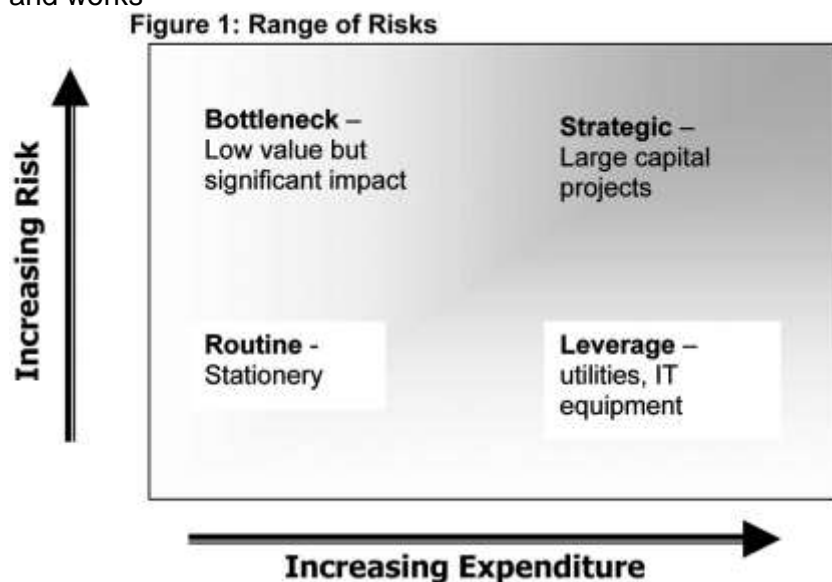 and works
Figure 1: Range of Risks
Increasing Risk
Bottleneck –
Low value but
significant impact
Strategic –
Large capital
projects
Routine -
Stationery
Leverage –
utilities, IT
equipment
Increasing Expenditure